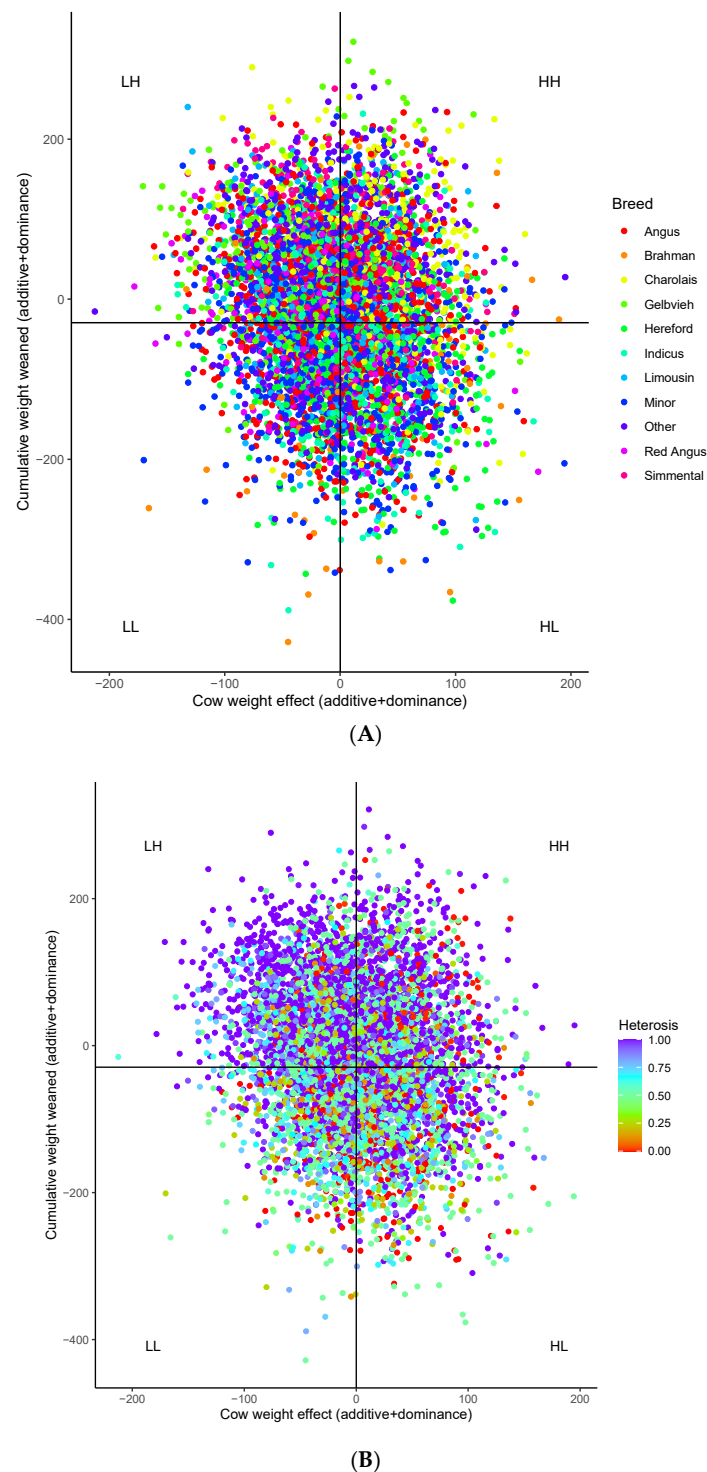 LH
HH
200
0
−200
−400
Cumulative weight weaned (additive+dominance)
LL
HL
−200
−100
0
100
200
Cow weight effect (additive+dominance)
Breed
Angus
Brahman
Charolais
Gelbvieh
Hereford
Indicus
Limousin
Minor
Other
Red Angus
Simmental
(A)
LH
HH
200
0
−200
−400
Cumulative weight weaned (additive+dominance)
LL
HL
−200
−100
0
100
200
Cow weight effect (additive+dominance)
Heterosis
1.00
0.75
0.50
0.25
0.00
(B)